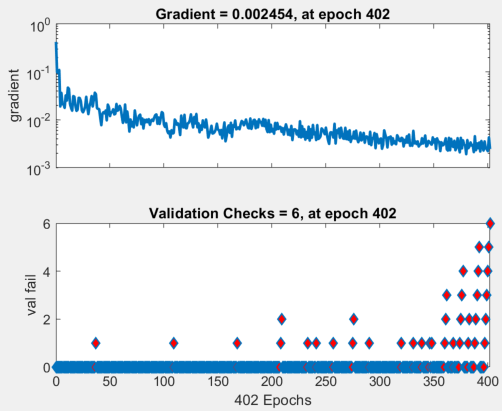 Gradient = 0.002454, at epoch 402
10^0
10^-1
10^-2
10^-3
gradient
Validation Checks = 6, at epoch 402
6
4
2
0
val fail
0 50 100 150 200 250 300 350 400
402 Epochs